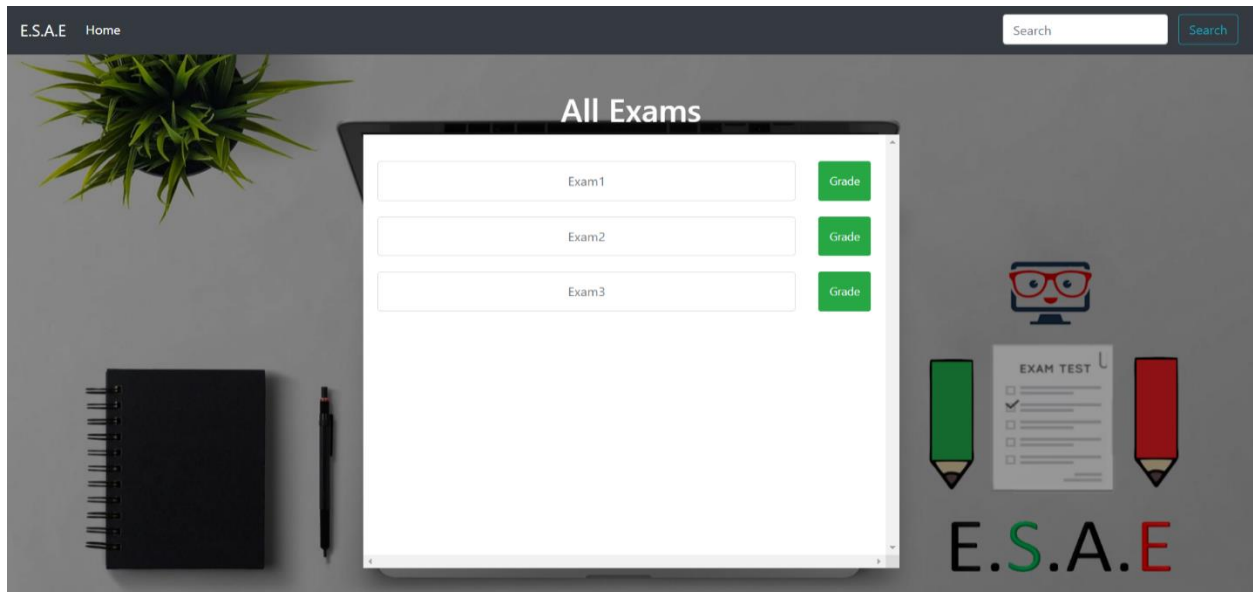 E.S.A.E Home Search Search
All Exams
Exam1 Grade
Exam2 Grade
Exam3 Grade
EXAM TEST
E.S.A.E